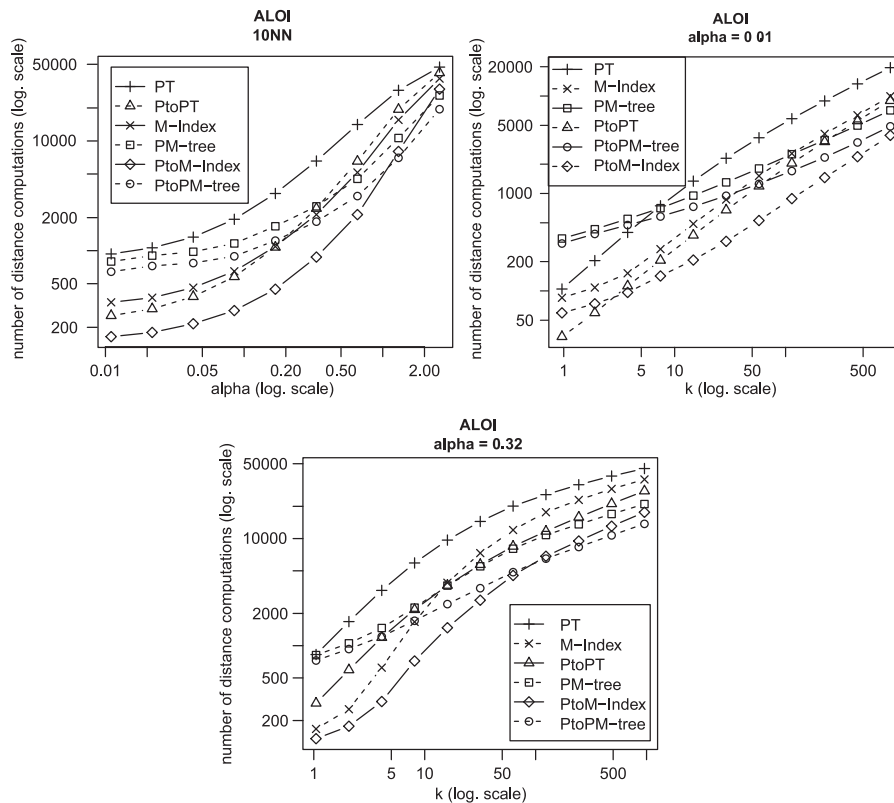 ALOI
10NN
number of distance computations (log. scale)
50000
10000
2000
500
200
PT
PtoPT
M-Index
PM-tree
PtoM-Index
PtoPM-tree
0.01
0.05
0.20
0.50
2.00
alpha (log. scale)
ALOI
alpha = 0.01
number of distance computations (log. scale)
20000
5000
1000
200
50
PT
M-Index
PM-tree
PtoPT
PtoPM-tree
PtoM-Index
1
5
10
50
500
k (log. scale)
ALOI
alpha = 0.32
number of distance computations (log. scale)
50000
10000
2000
500
200
PT
M-Index
PtoPT
PM-tree
PtoM-Index
PtoPM-tree
1
5
10
50
500
k (log. scale)